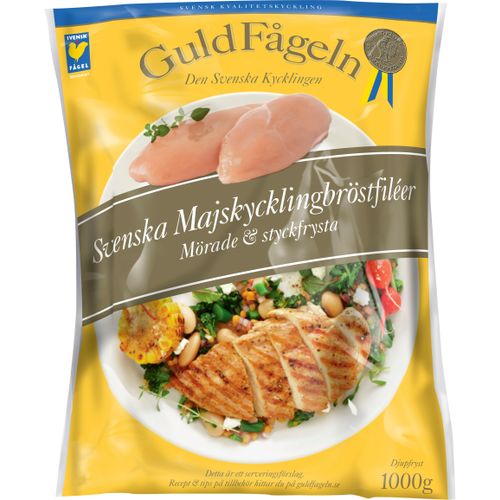 SVENSK KVALITETSKYCKLING
SVENSK
FÅGEL
GuldFågeln
Den Svenska Kycklingen
Svenska Majskycklingbröstfiléer
Mörade & styckfrysta
Detta är ett serveringsförslag.
Recept & tips på tillbehör hittar du på guldfageln.se
Djupfryst
1000g